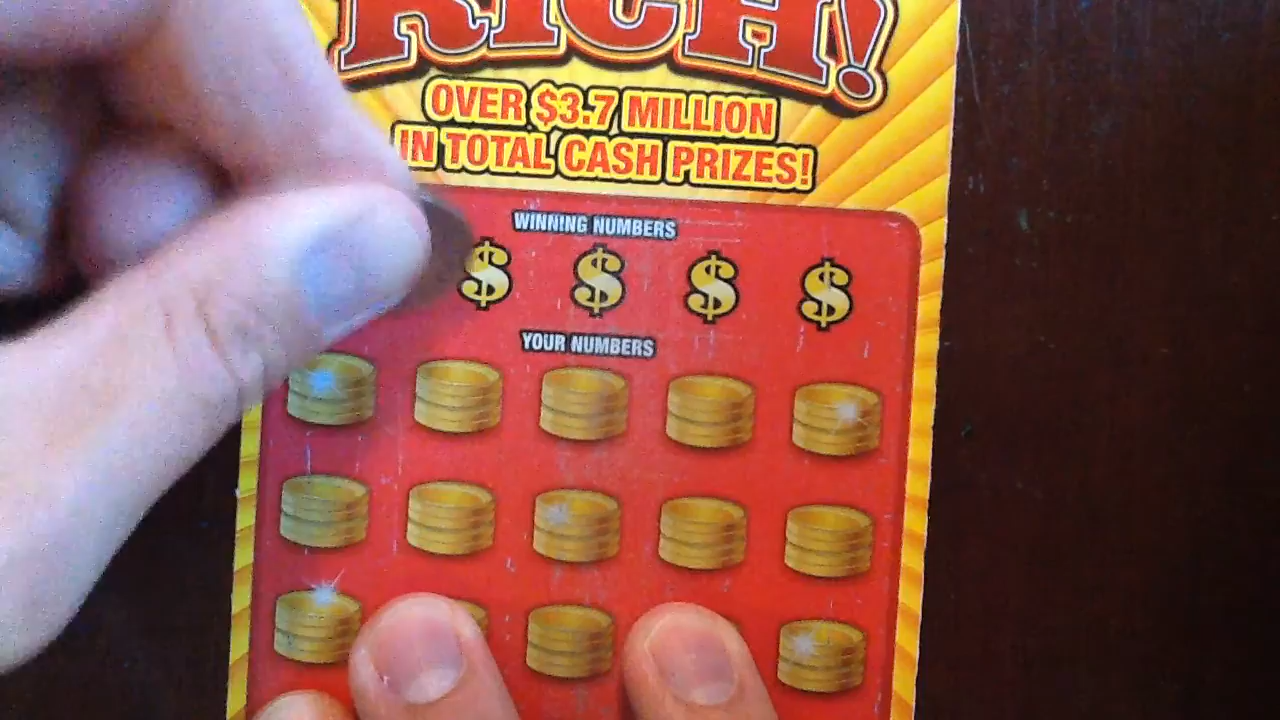 RICH!
OVER $3.7 MILLION
IN TOTAL CASH PRIZES!
WINNING NUMBERS
$ $ $ $
YOUR NUMBERS